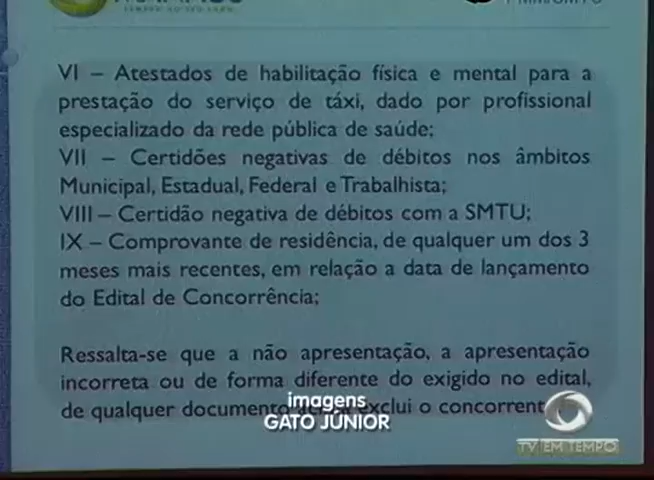 VI – Atestados de habilitação física e mental para a
prestação do serviço de táxi, dado por profissional
especializado da rede pública de saúde;
VII – Certidões negativas de débitos nos âmbitos
Municipal, Estadual, Federal e Trabalhista;
VIII – Certidão negativa de débitos com a SMTU;
IX – Comprovante de residência, de qualquer um dos 3
meses mais recentes, em relação a data de lançamento
do Edital de Concorrência;
Ressalta-se que a não apresentação, a apresentação
incorreta ou de forma diferente do exigido no edital,
de qualquer documento exclui o
imagens
GATO JÚNIOR
TV EM TEMPO